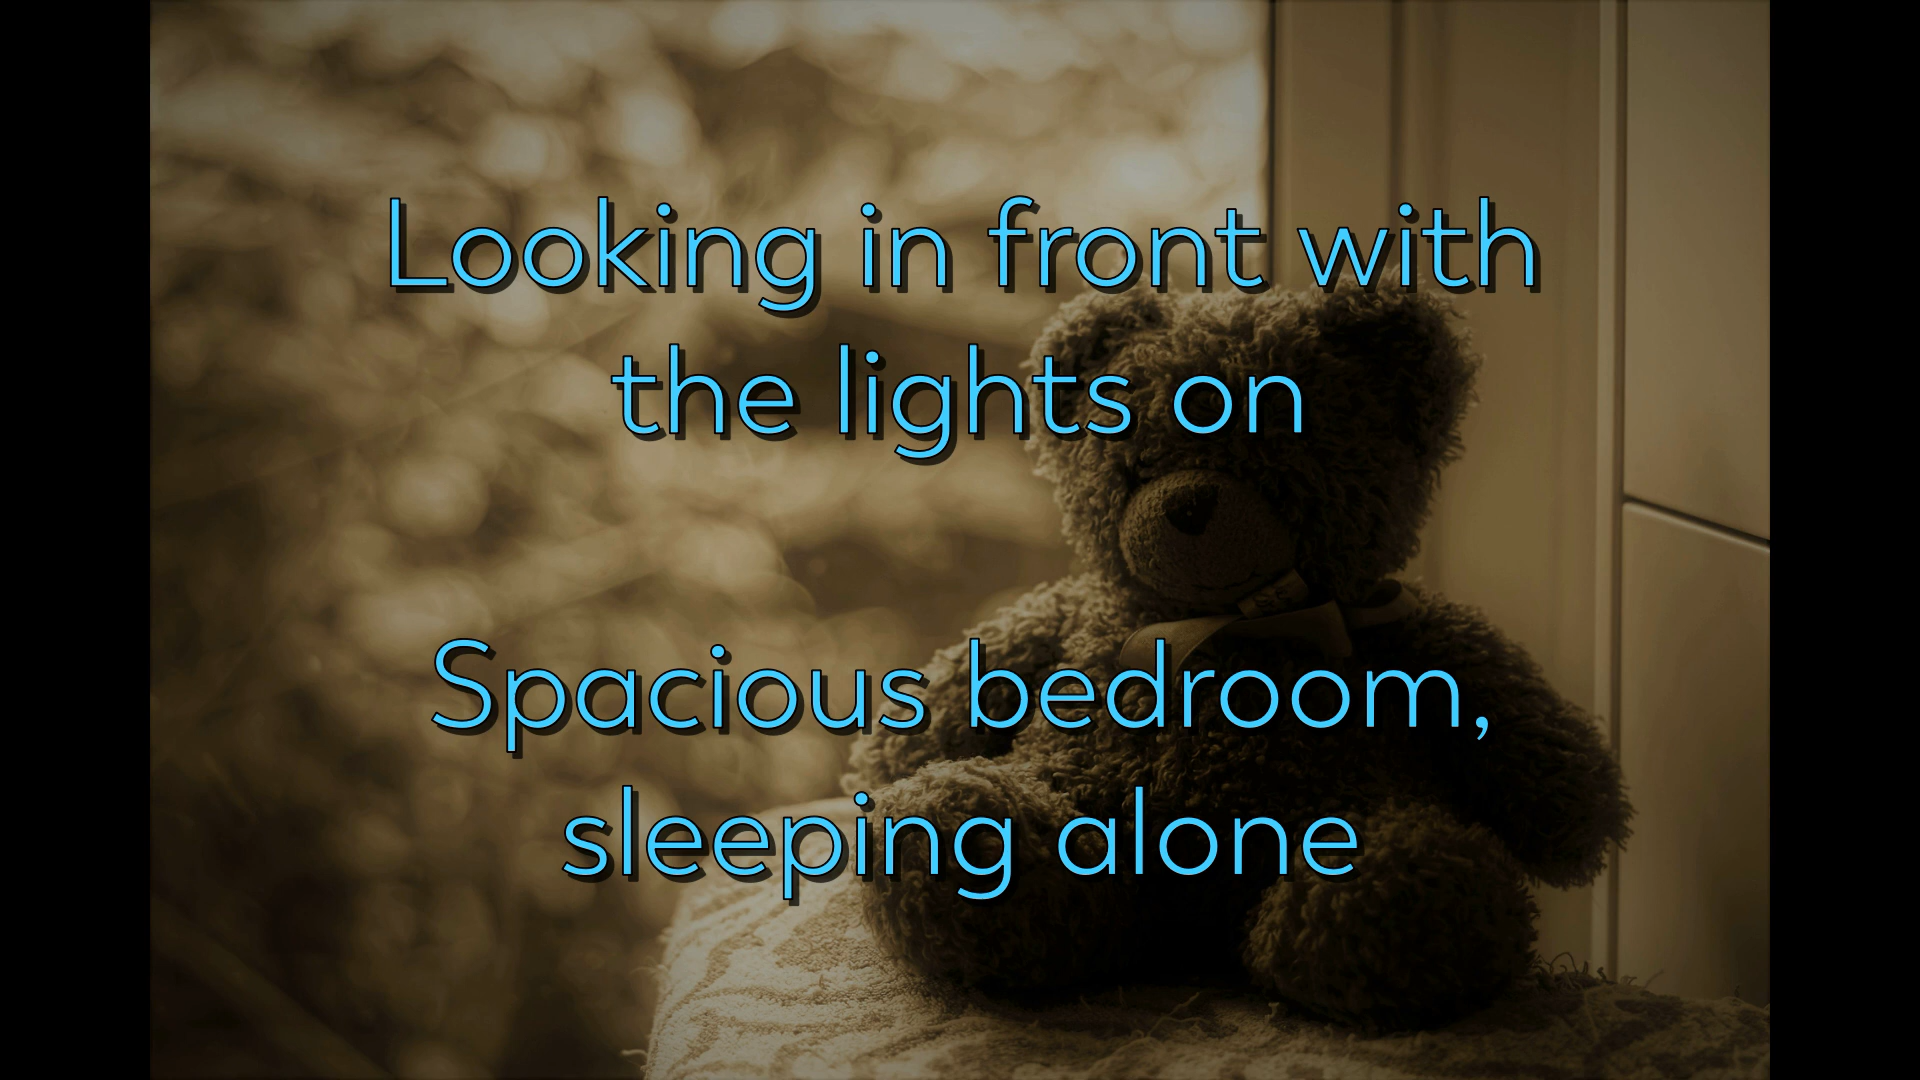 Looking in front with
the lights on
Spacious bedroom,
sleeping alone